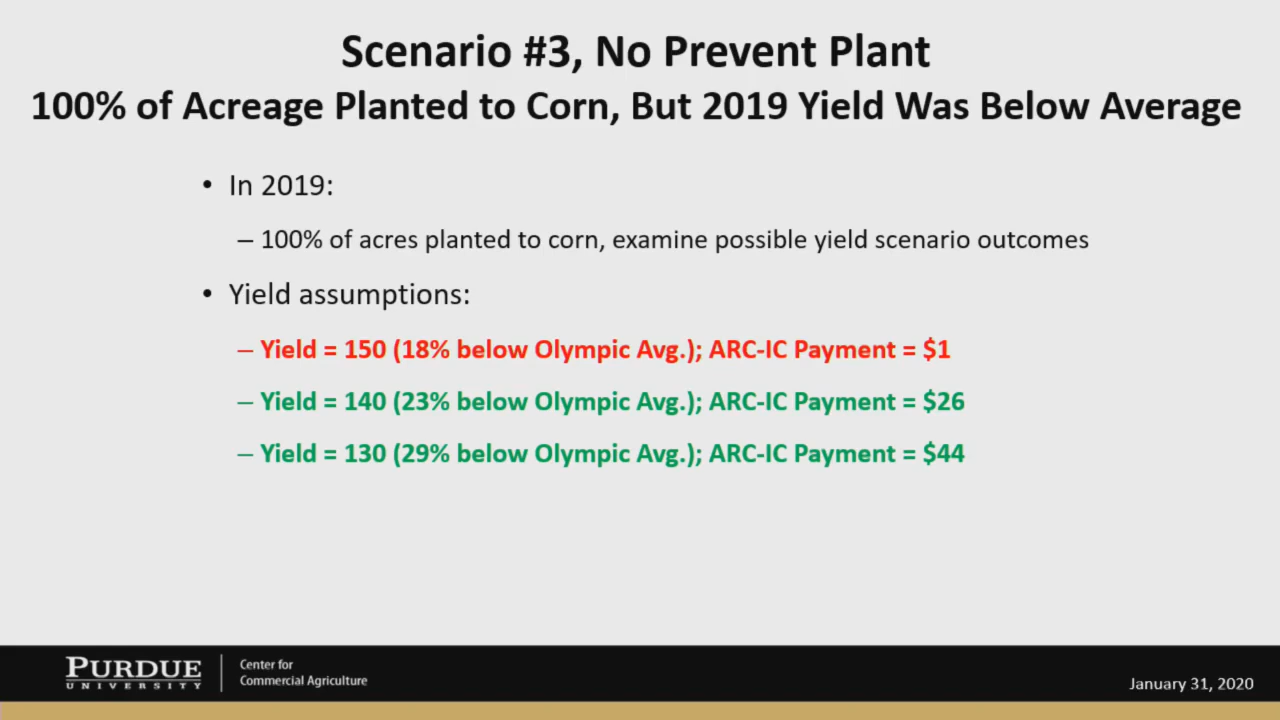 Scenario #3, No Prevent Plant
100% of Acreage Planted to Corn, But 2019 Yield Was Below Average
• In 2019:
– 100% of acres planted to corn, examine possible yield scenario outcomes
• Yield assumptions:
– Yield = 150 (18% below Olympic Avg.); ARC-IC Payment = $1
– Yield = 140 (23% below Olympic Avg.); ARC-IC Payment = $26
– Yield = 130 (29% below Olympic Avg.); ARC-IC Payment = $44
PURDUE
UNIVERSITY
Center for
Commercial Agriculture
January 31, 2020